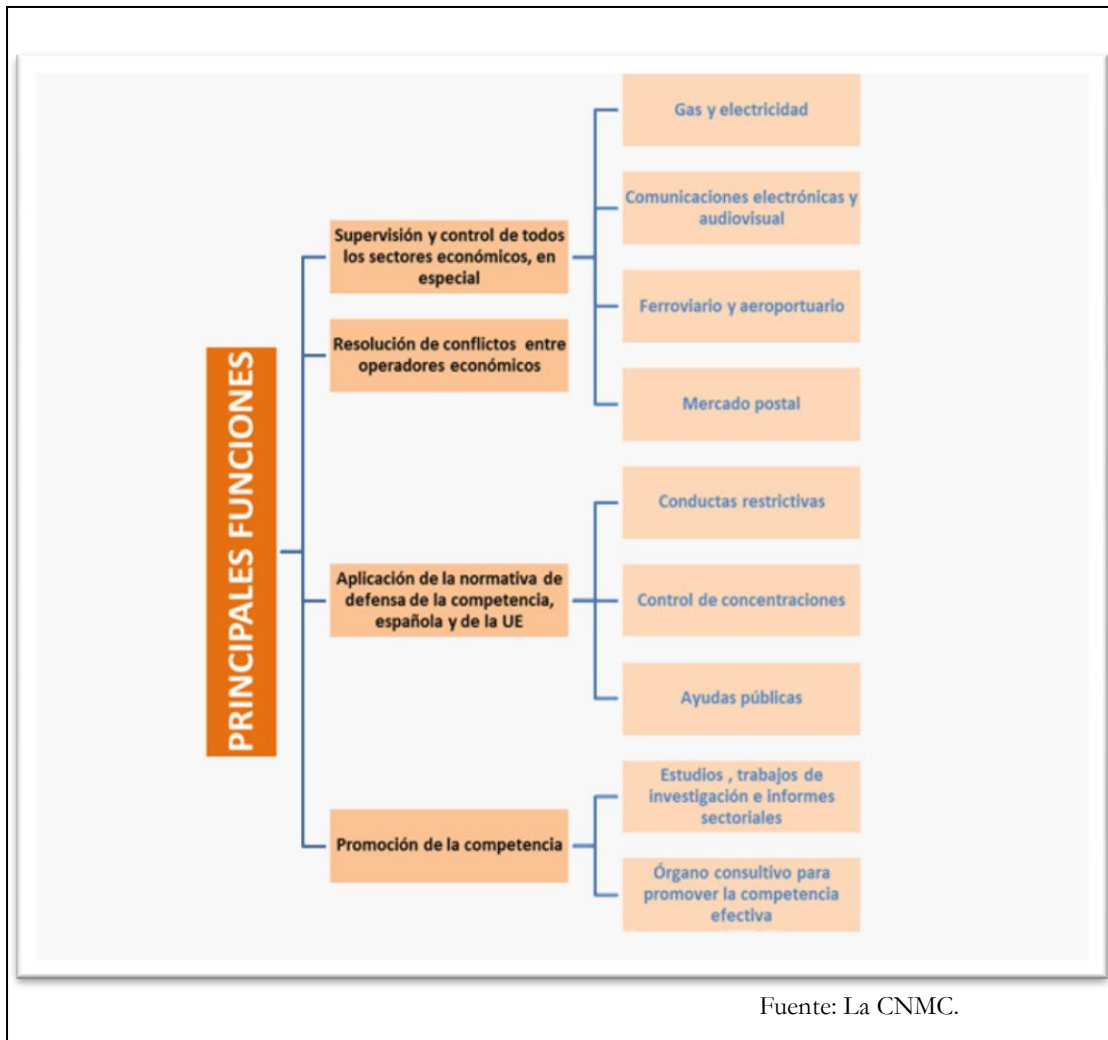 PRINCIPALES FUNCIONES
Supervisión y control de todos
los sectores económicos, en
especial
Gas y electricidad
Comunicaciones electrónicas y
audiovisual
Ferroviario y aeroportuario
Mercado postal
Resolución de conflictos entre
operadores económicos
Aplicación de la normativa de
defensa de la competencia,
española y de la UE
Conductas restrictivas
Control de concentraciones
Ayudas públicas
Promoción de la competencia
Estudios , trabajos de
investigación e informes
sectoriales
Órgano consultivo para
promover la competencia
efectiva
Fuente: La CNMC.